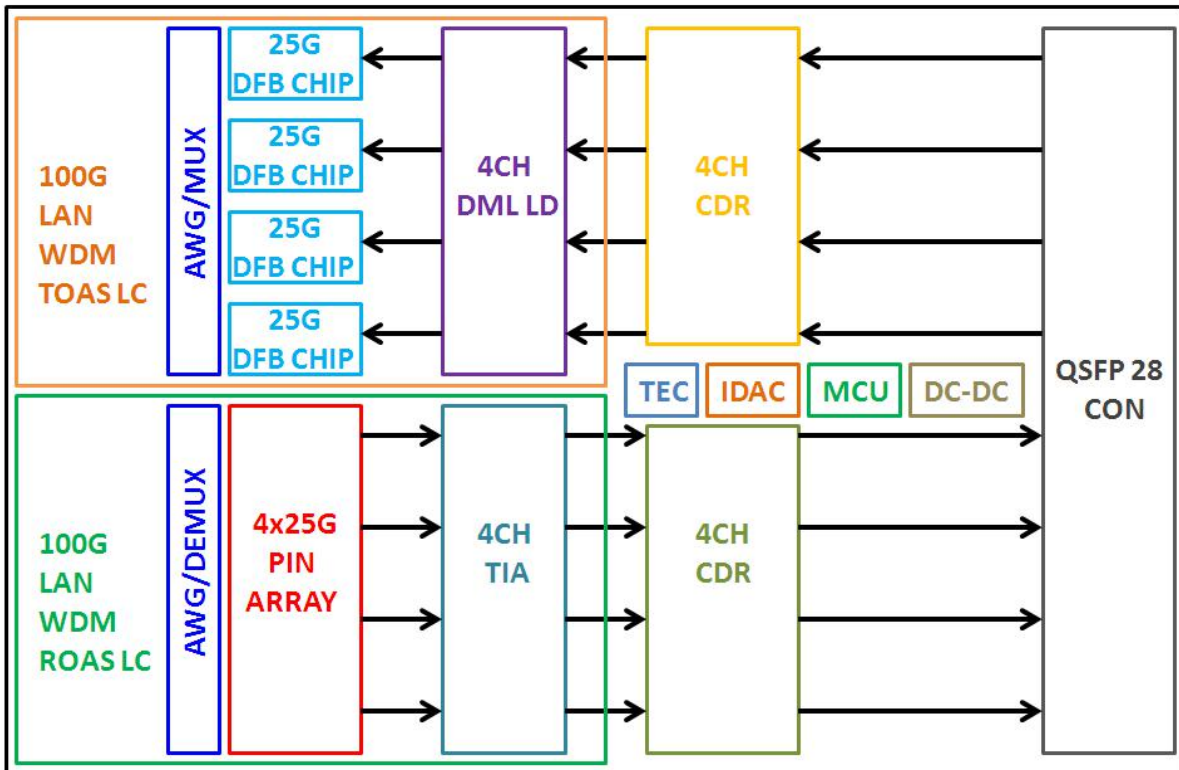 100G
LAN
WDM
TOAS LC
AWG/MUX
25G
DFB CHIP
25G
DFB CHIP
25G
DFB CHIP
25G
DFB CHIP
4CH
DML LD
4CH
CDR
QSFP 28
CON
TEC
IDAC
MCU
DC-DC
100G
LAN
WDM
ROAS LC
AWG/DEMUX
4x25G
PIN
ARRAY
4CH
TIA
4CH
CDR